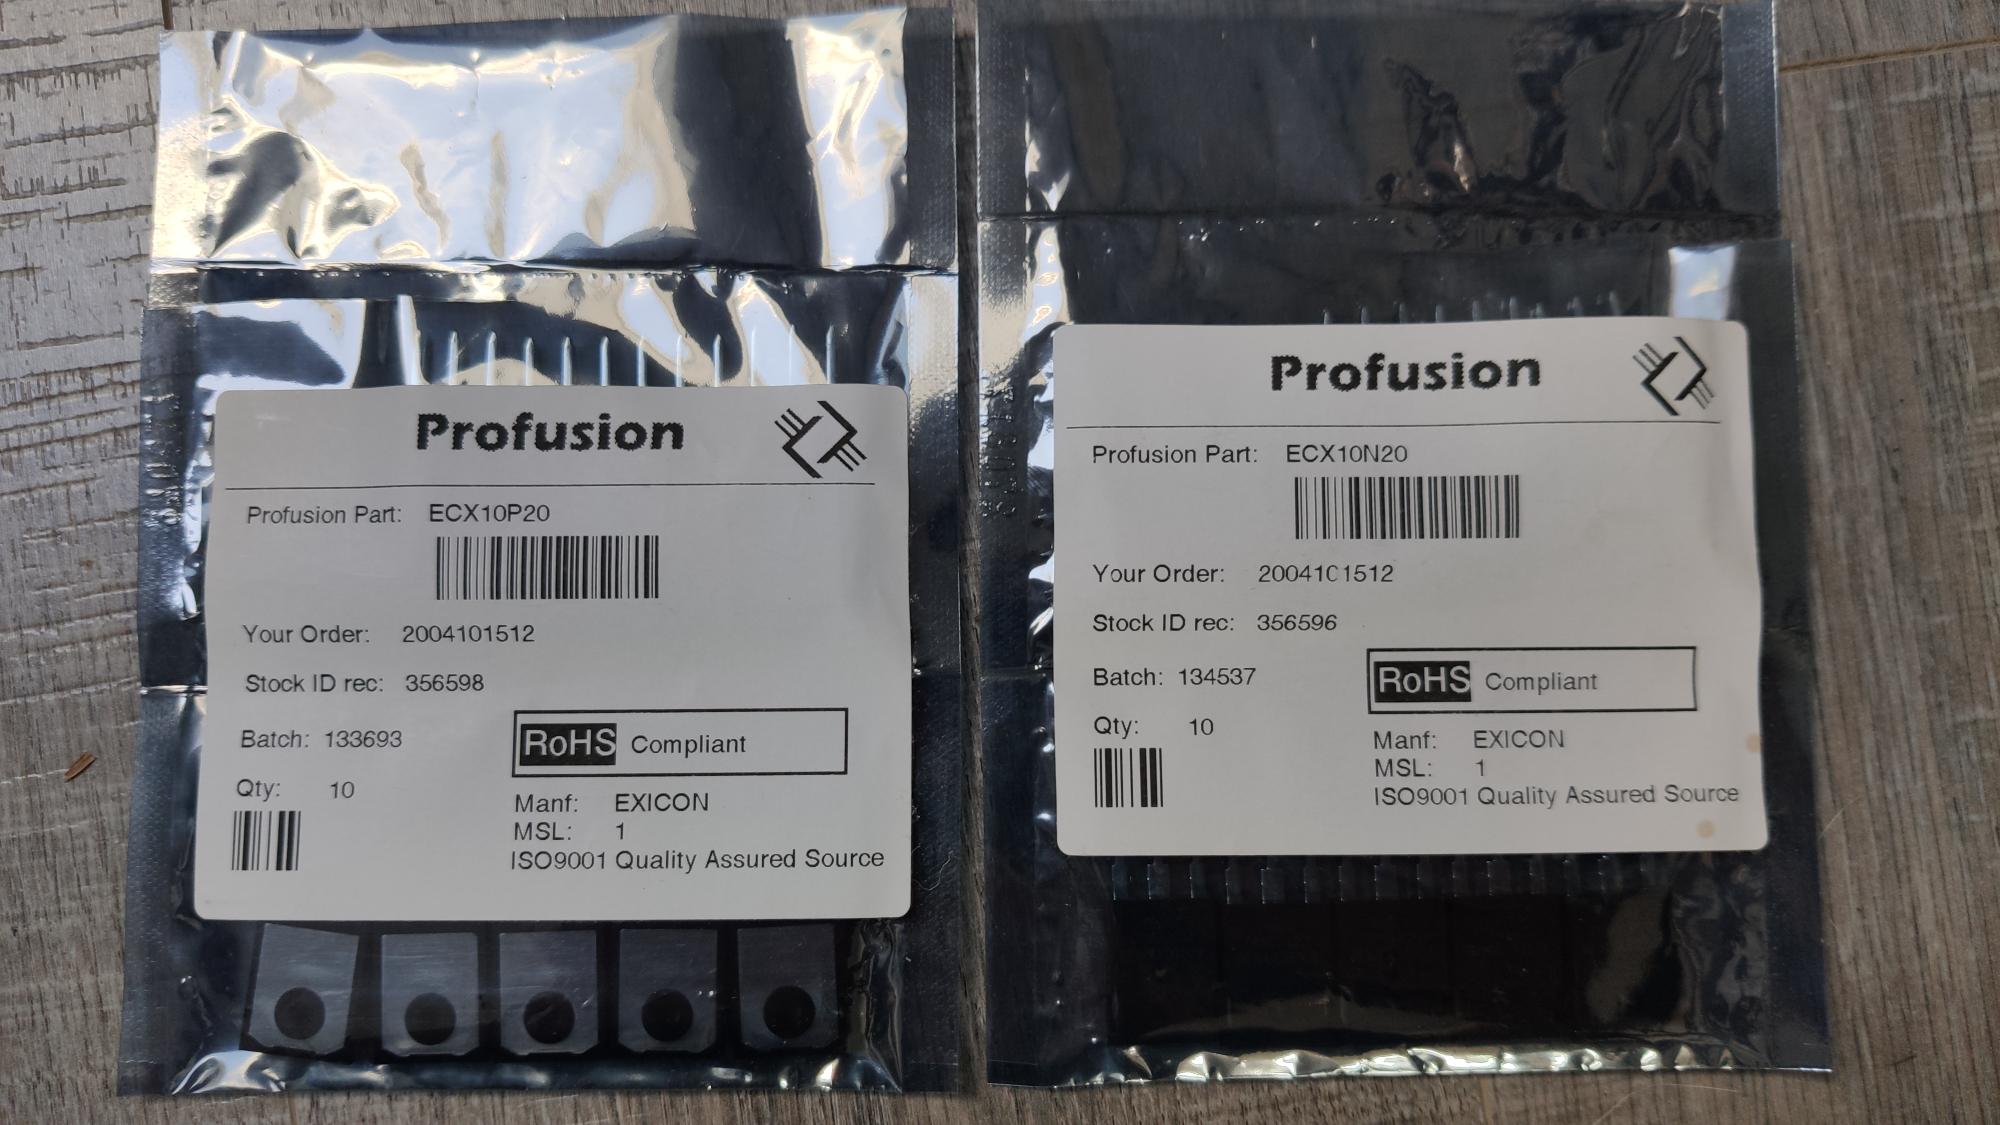 Profusion
Profusion Part: ECX10P20
Your Order: 2004101512
Stock ID rec: 356598
Batch: 133693
RoHS Compliant
Qty: 10
Manf: EXICON
MSL: 1
ISO9001 Quality Assured Source
Profusion
Profusion Part: ECX10N20
Your Order: 2004101512
Stock ID rec: 356596
Batch: 134537
RoHS Compliant
Qty: 10
Manf: EXICON
MSL: 1
ISO9001 Quality Assured Source